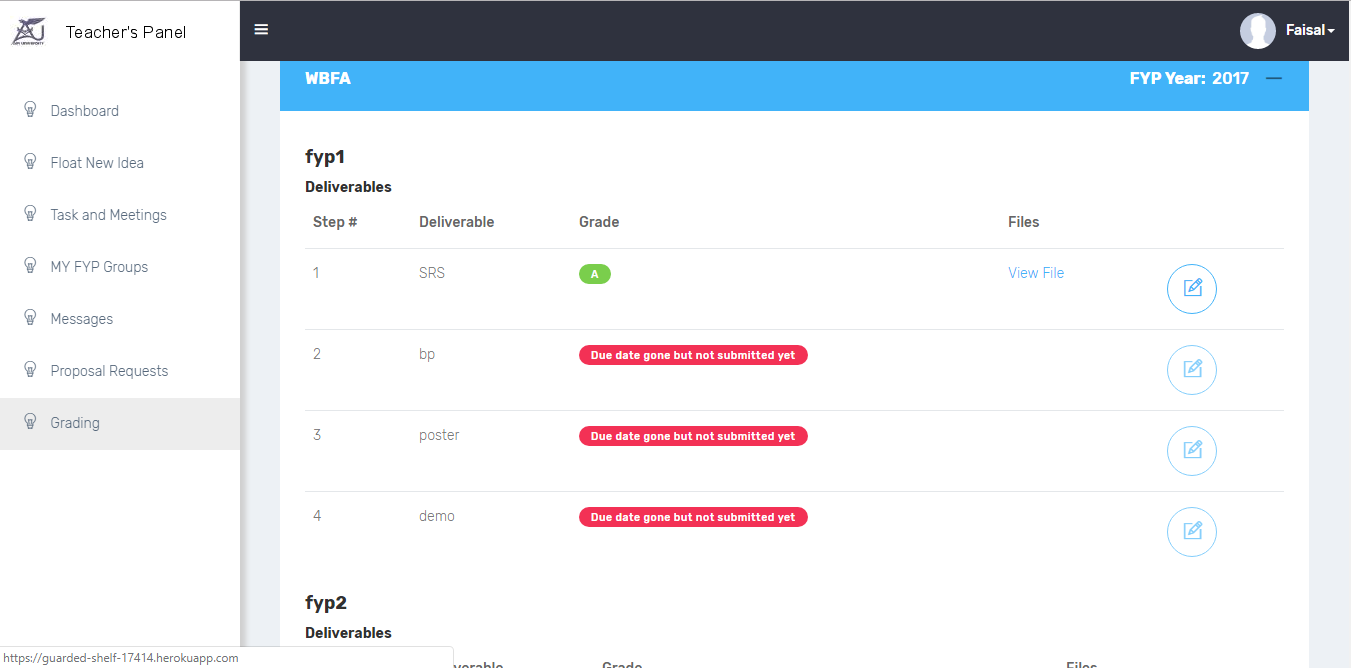 Teacher's Panel
Faisal
WBFA FYP Year: 2017
Dashboard
Float New Idea
Task and Meetings
MY FYP Groups
Messages
Proposal Requests
Grading
fyp1
Deliverables
Step # Deliverable Grade Files
1 SRS A View File
2 bp Due date gone but not submitted yet
3 poster Due date gone but not submitted yet
4 demo Due date gone but not submitted yet
fyp2
Deliverables
verable Grade Files
https://guarded-shelf-17414.herokuapp.com